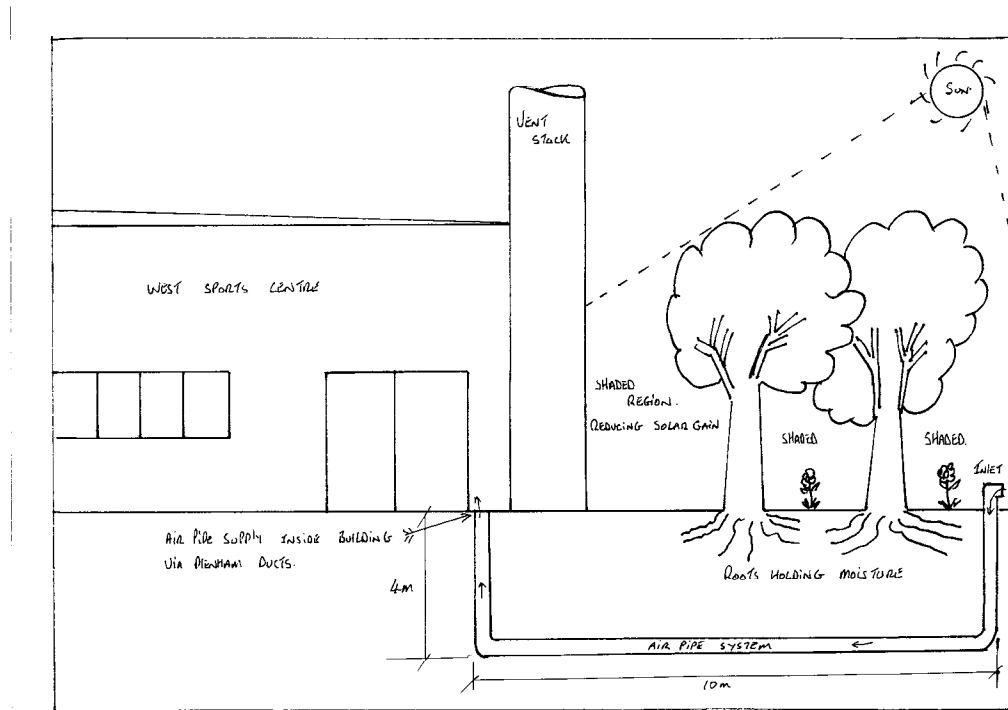 SUN
VENT
STACK
WEST SPORTS CENTRE
SHADED
REGION.
REDUCING SOLAR GAIN
SHADED
SHADED.
INLET
AIR PIPE SUPPLY INSIDE BUILDING
VIA PLENHAM DUCTS.
ROOTS HOLDING MOISTURE
4m
AIR PIPE SYSTEM
10m